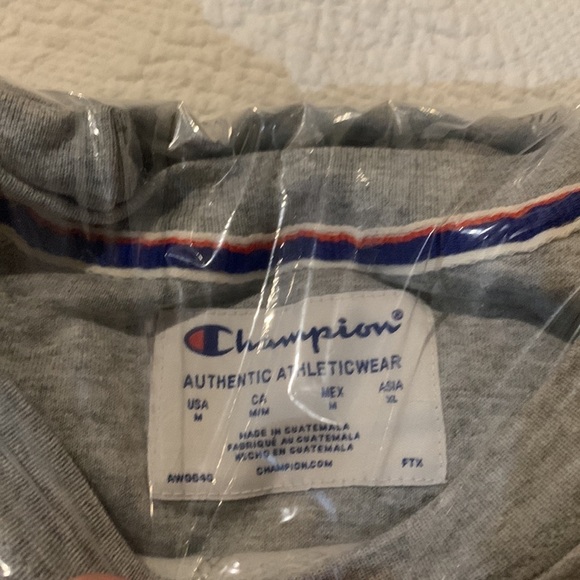 Champion®
AUTHENTIC ATHLETICWEAR
USA CA MEX ASIA
M M/M M XL
MADE IN GUATEMALA
FABRIQUÉ AU GUATEMALA
HECHO EN GUATEMALA
CHAMPION.COM
FTX